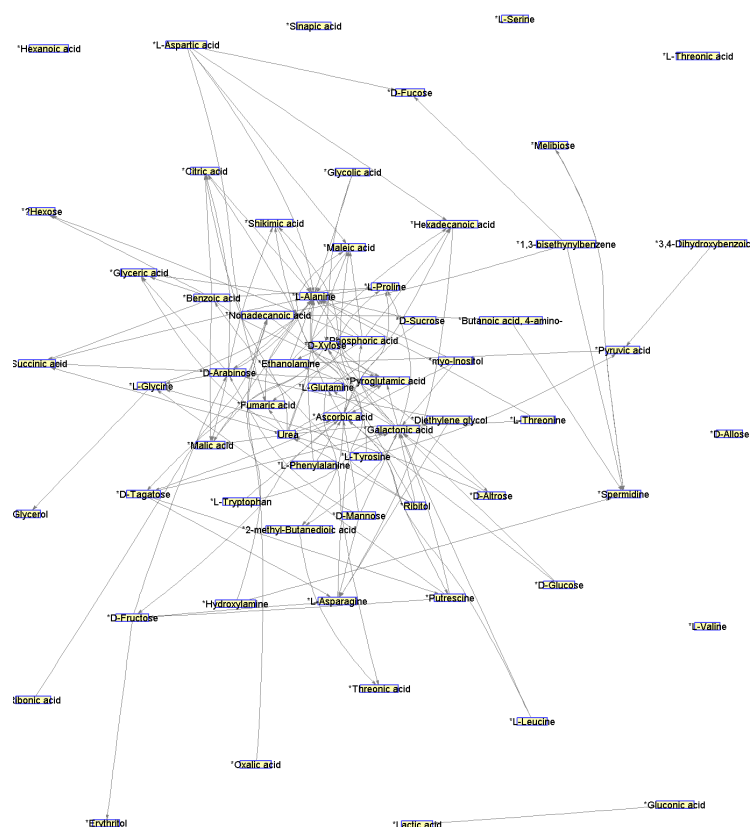 *L-Serine
*Sinapic acid
*L-Aspartic acid
*Hexanoic acid
*L-Threonic acid
*D-Fucose
*Melibiose
*Citric acid
*Glycolic acid
*?Hexose
*Shikimic acid
*Hexadecanoic acid
*Maleic acid
*1,3-bisethynylbenzene
*3,4-Dihydroxybenzoic
*Glyceric acid
*L-Proline
*Benzoic acid
*L-Alanine
*Nonadecanoic acid
*D-Sucrose
*Butanoic acid, 4-amino-
*Phosphoric acid
*D-Xylose
*Pyruvic acid
Succinic acid
*Ethanolamine
*myo-Inositol
*D-Arabinose
*Pyroglutamic acid
*L-Glycine
*L-Glutamine
*Fumaric acid
*Ascorbic acid
*Diethylene glycol
*L-Threonine
*Galactonic acid
*Urea
*D-Allose
*Malic acid
*L-Tyrosine
*L-Phenylalanine
*D-Tagatose
*D-Altrose
*Spermidine
*L-Tryptophan
*Ribitol
Glycerol
*D-Mannose
*2-methyl-Butanedioic acid
*D-Glucose
*Putrescine
*L-Asparagine
*Hydroxylamine
*D-Fructose
*L-Valine
*Threonic acid
Ribonic acid
*L-Leucine
*Oxalic acid
*Gluconic acid
*Erythritol
*Lactic acid